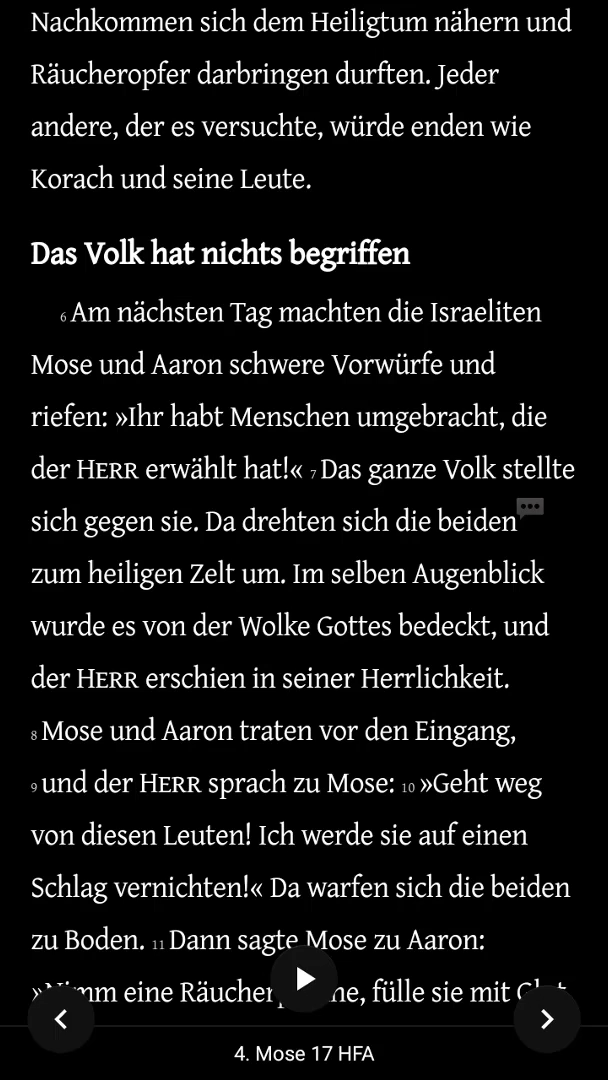 Nachkommen sich dem Heiligtum nähern und
Räucheropfer darbringen durften. Jeder
andere, der es versuchte, würde enden wie
Korach und seine Leute.
Das Volk hat nichts begriffen
6 Am nächsten Tag machten die Israeliten
Mose und Aaron schwere Vorwürfe und
riefen: »Ihr habt Menschen umgebracht, die
der HERR erwählt hat!« 7 Das ganze Volk stellte
sich gegen sie. Da drehten sich die beiden
zum heiligen Zelt um. Im selben Augenblick
wurde es von der Wolke Gottes bedeckt, und
der HERR erschien in seiner Herrlichkeit.
8 Mose und Aaron traten vor den Eingang,
9 und der HERR sprach zu Mose: 10 »Geht weg
von diesen Leuten! Ich werde sie auf einen
Schlag vernichten!« Da warfen sich die beiden
zu Boden. 11 Dann sagte Mose zu Aaron:
»Nimm eine fülle sie mit
4. Mose 17 HFA